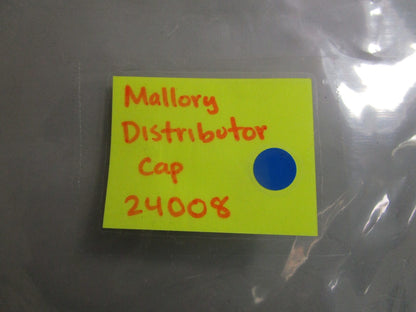 Mallory
Distributor
Cap
24008